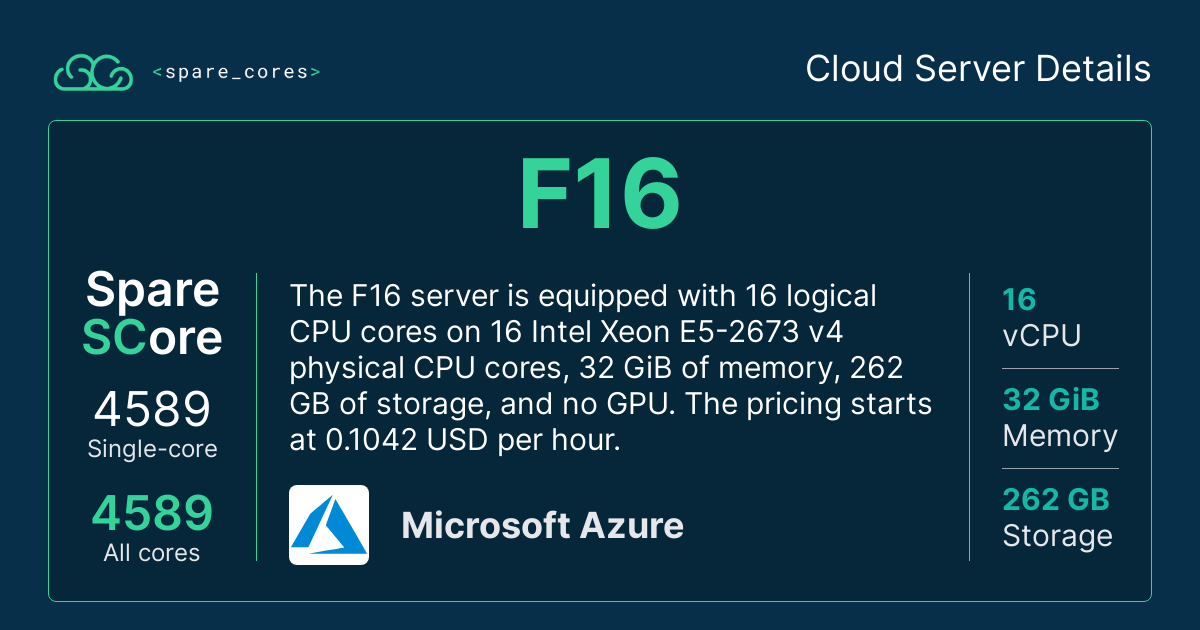 <spare_cores>
Cloud Server Details
F16
Spare
SCore
4589
Single-core
4589
All cores
The F16 server is equipped with 16 logical
CPU cores on 16 Intel Xeon E5-2673 v4
physical CPU cores, 32 GiB of memory, 262
GB of storage, and no GPU. The pricing starts
at 0.1042 USD per hour.
Microsoft Azure
16
vCPU
32 GiB
Memory
262 GB
Storage